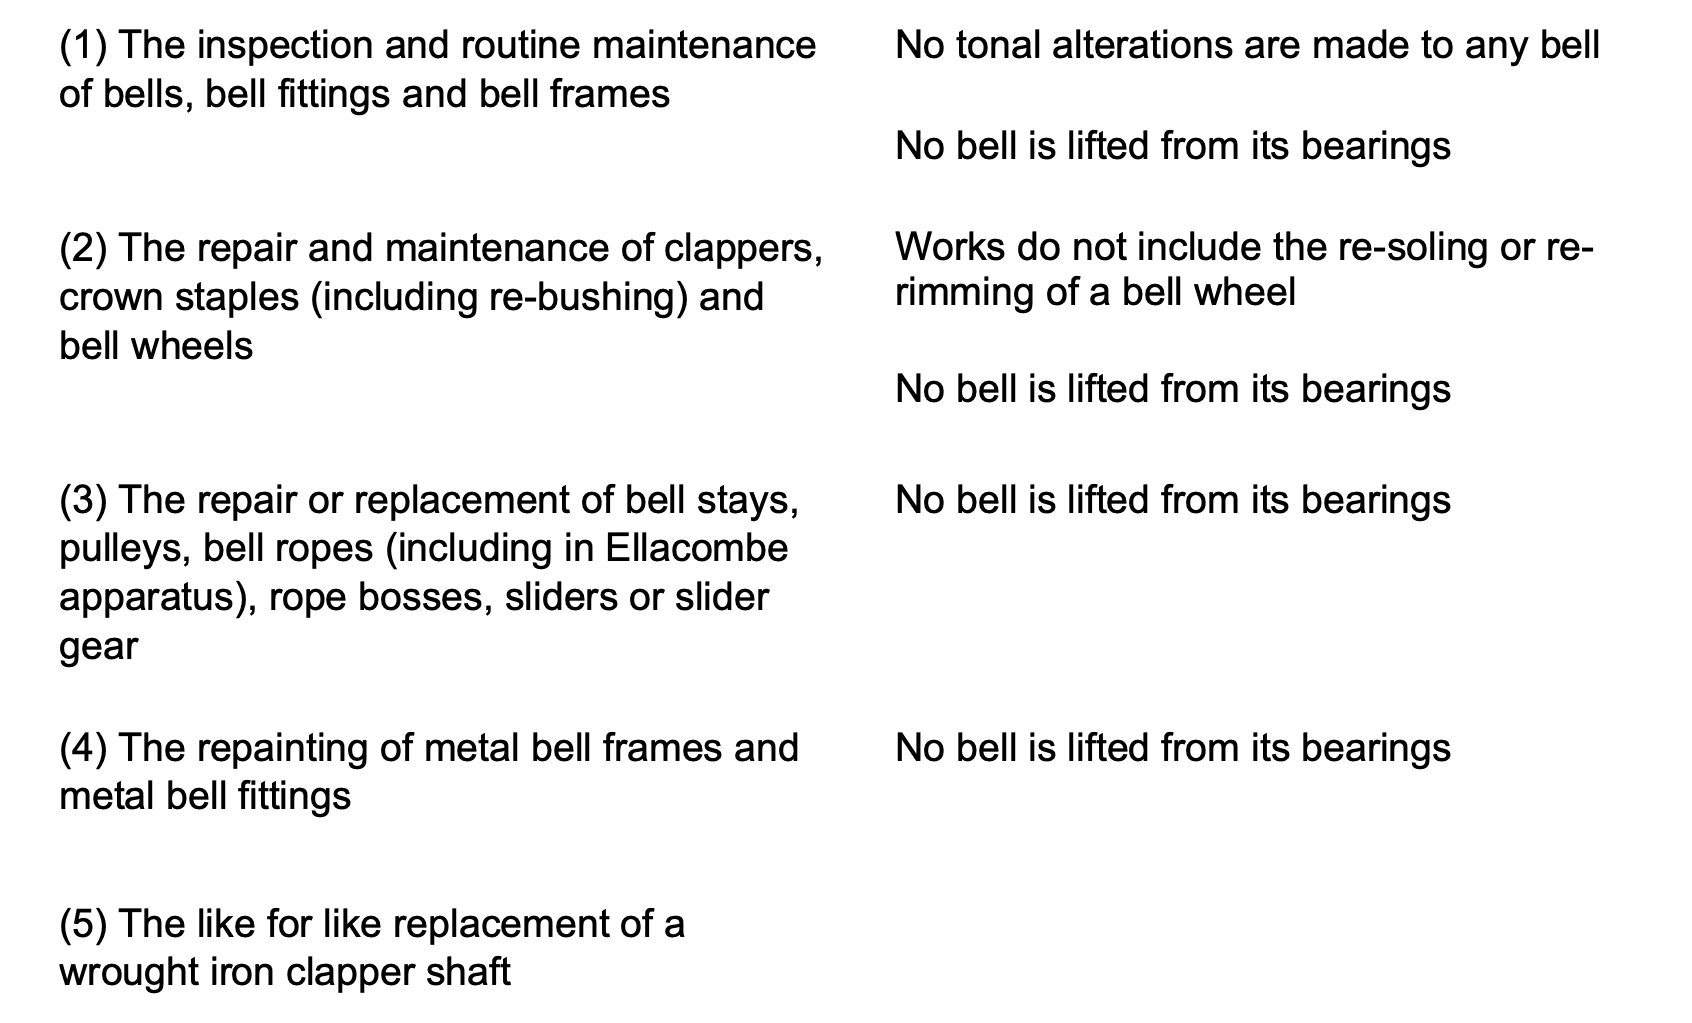 (1) The inspection and routine maintenance
of bells, bell fittings and bell frames
No tonal alterations are made to any bell
No bell is lifted from its bearings
(2) The repair and maintenance of clappers,
crown staples (including re-bushing) and
bell wheels
Works do not include the re-soling or re-
rimming of a bell wheel
No bell is lifted from its bearings
(3) The repair or replacement of bell stays,
pulleys, bell ropes (including in Ellacombe
apparatus), rope bosses, sliders or slider
gear
No bell is lifted from its bearings
(4) The repainting of metal bell frames and
metal bell fittings
No bell is lifted from its bearings
(5) The like for like replacement of a
wrought iron clapper shaft